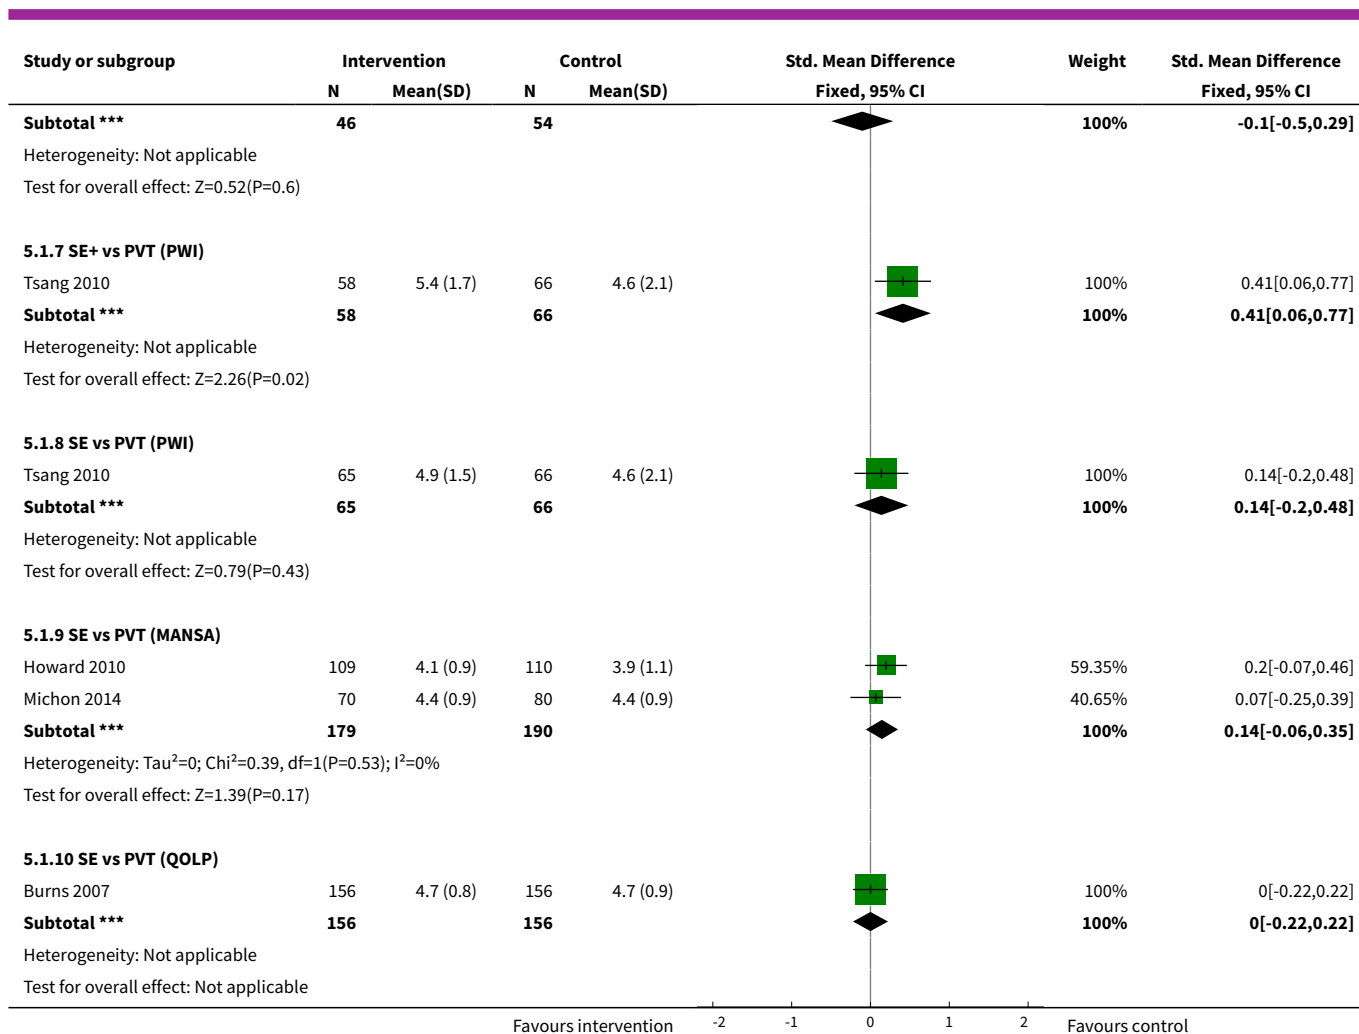 Study or subgroup Intervention Control Std. Mean Difference Weight Std. Mean Difference
N Mean(SD) N Mean(SD) Fixed, 95% CI Fixed, 95% CI
Subtotal *** 46 54 100% -0.1[-0.5,0.29]
Heterogeneity: Not applicable
Test for overall effect: Z=0.52(P=0.6)
5.1.7 SE+ vs PVT (PWI)
Tsang 2010 58 5.4 (1.7) 66 4.6 (2.1) 100% 0.41[0.06,0.77]
Subtotal *** 58 66 100% 0.41[0.06,0.77]
Heterogeneity: Not applicable
Test for overall effect: Z=2.26(P=0.02)
5.1.8 SE vs PVT (PWI)
Tsang 2010 65 4.9 (1.5) 66 4.6 (2.1) 100% 0.14[-0.2,0.48]
Subtotal *** 65 66 100% 0.14[-0.2,0.48]
Heterogeneity: Not applicable
Test for overall effect: Z=0.79(P=0.43)
5.1.9 SE vs PVT (MANSA)
Howard 2010 109 4.1 (0.9) 110 3.9 (1.1) 59.35% 0.2[-0.07,0.46]
Michon 2014 70 4.4 (0.9) 80 4.4 (0.9) 40.65% 0.07[-0.25,0.39]
Subtotal *** 179 190 100% 0.14[-0.06,0.35]
Heterogeneity: Tau²=0; Chi²=0.39, df=1(P=0.53); I²=0%
Test for overall effect: Z=1.39(P=0.17)
5.1.10 SE vs PVT (QOLP)
Burns 2007 156 4.7 (0.8) 156 4.7 (0.9) 100% 0[-0.22,0.22]
Subtotal *** 156 156 100% 0[-0.22,0.22]
Heterogeneity: Not applicable
Test for overall effect: Not applicable
Favours intervention -2 -1 0 1 2 Favours control